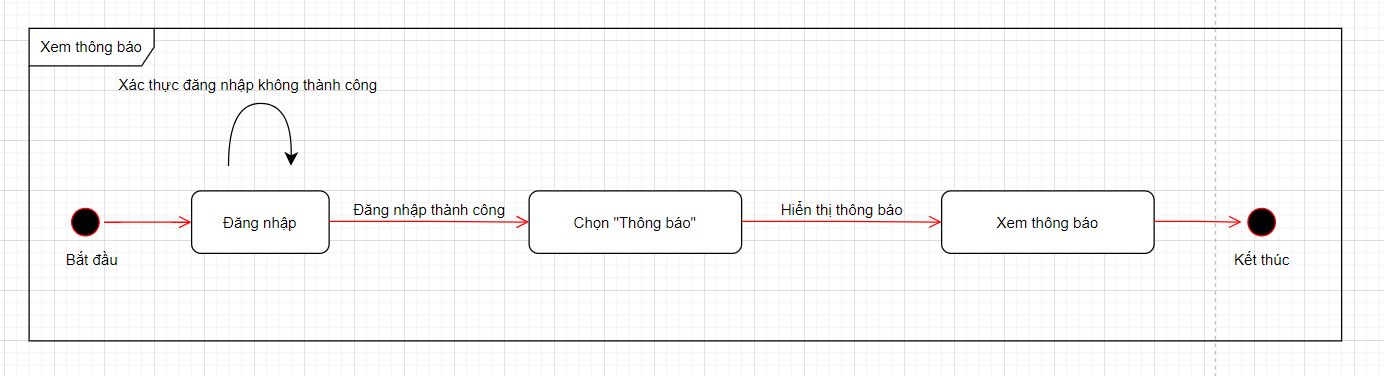 Xem thông báo
Xác thực đăng nhập không thành công
Đăng nhập
Đăng nhập thành công
Chọn "Thông báo"
Hiển thị thông báo
Xem thông báo
Bắt đầu
Kết thúc